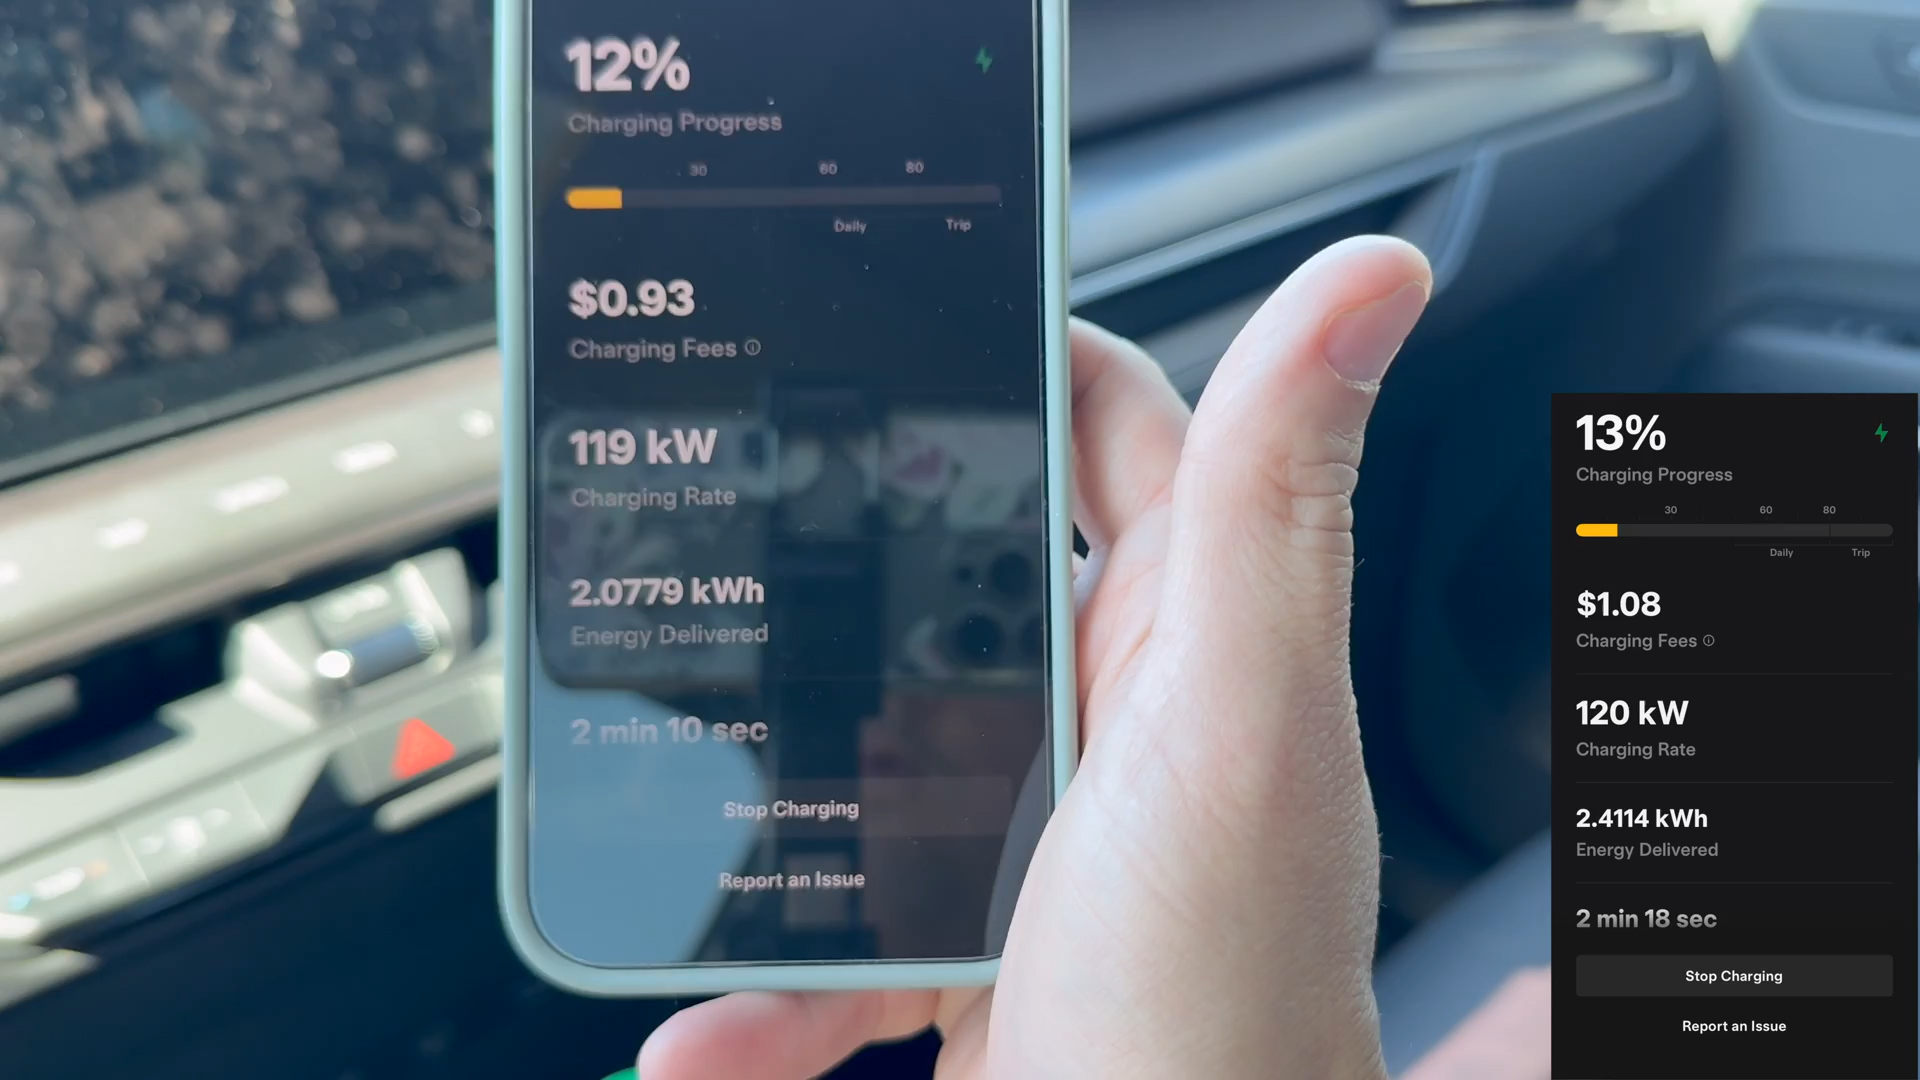 12%
Charging Progress
30 60 80
Daily Trip
$0.93
Charging Fees
119 kW
Charging Rate
2.0779 kWh
Energy Delivered
2 min 10 sec
Stop Charging
Report an Issue
13%
Charging Progress
30 60 80
Daily Trip
$1.08
Charging Fees
120 kW
Charging Rate
2.4114 kWh
Energy Delivered
2 min 18 sec
Stop Charging
Report an Issue